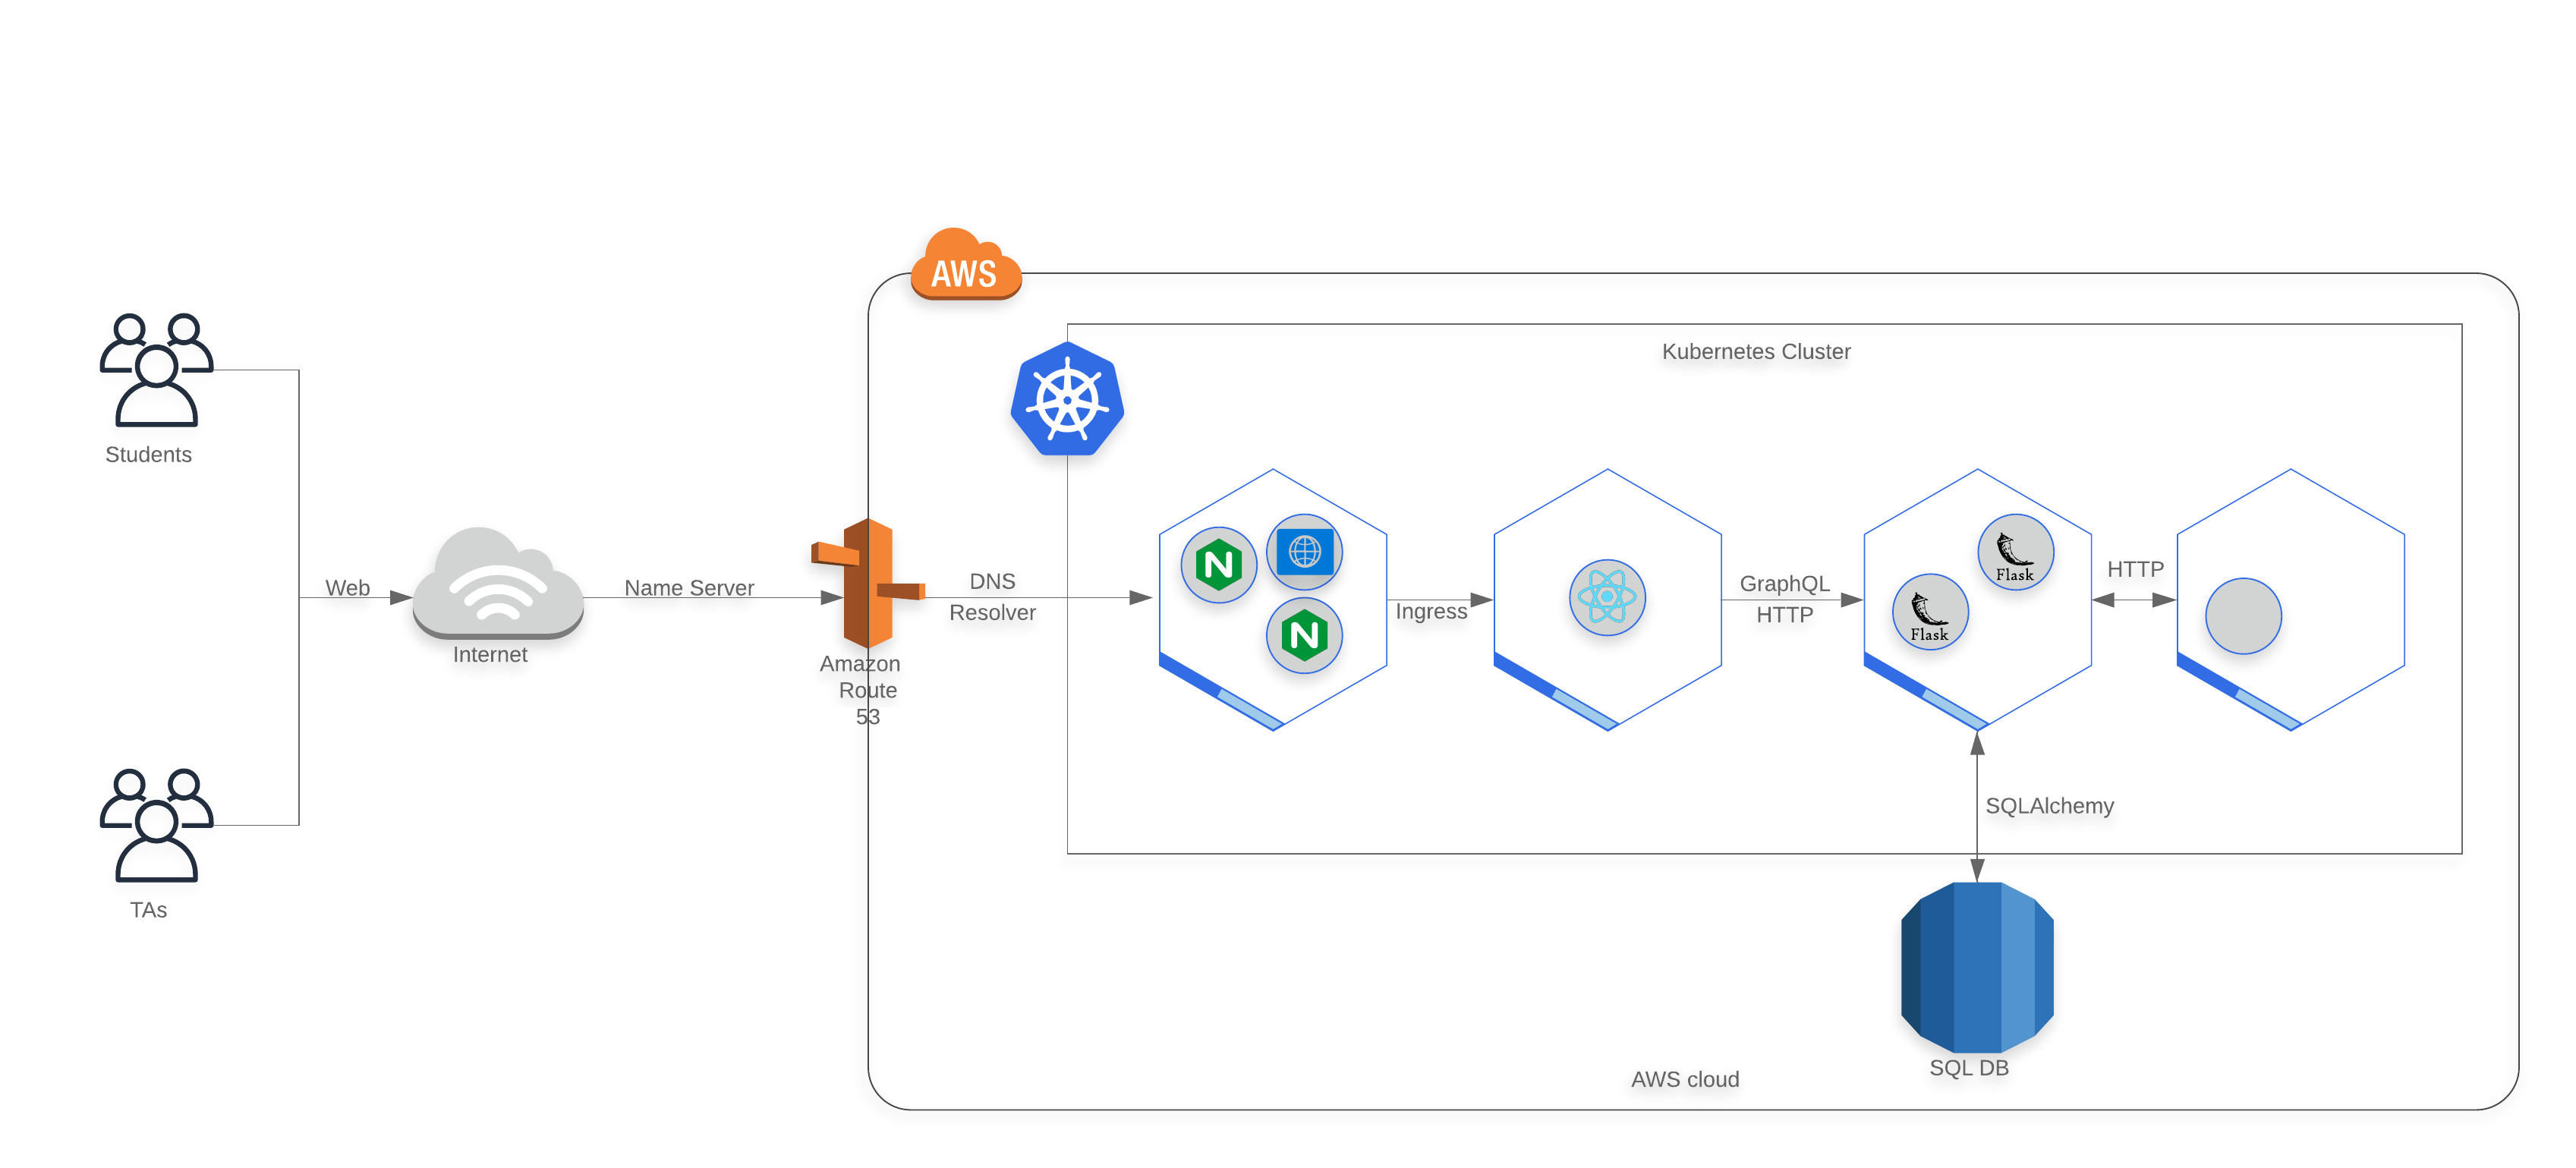 AWS
Kubernetes Cluster
Students
Web
Internet
Name Server
Amazon
Route
53
DNS
Resolver
N
N
Ingress
GraphQL
HTTP
Flask
Flask
HTTP
SQLAlchemy
TAs
SQL DB
AWS cloud